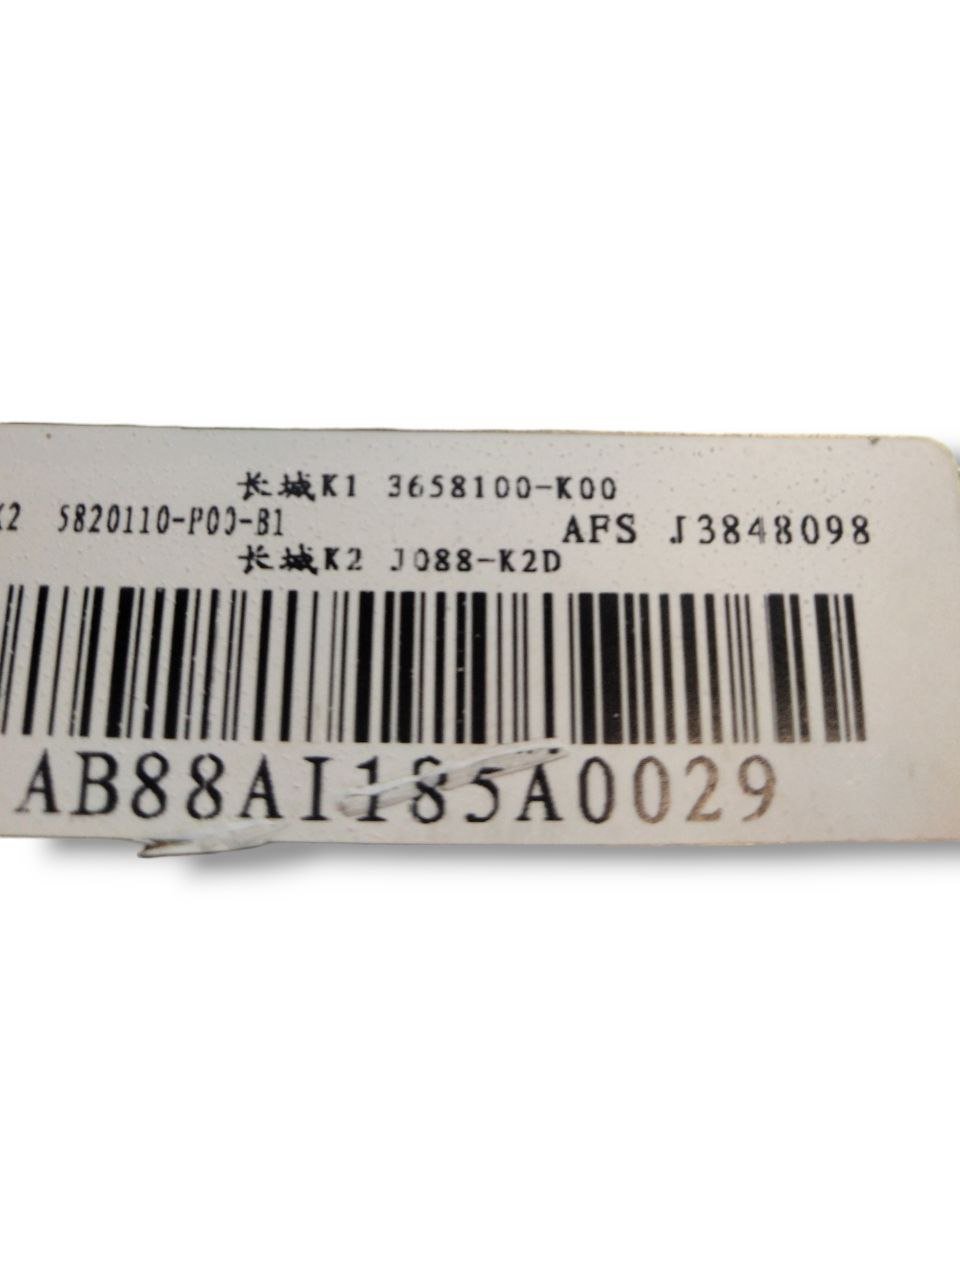 长城K1 3658100-K00
K2 5820110-P00-B1
AFS J3848098
长城K2 J088-K2D
AB88AI185A0029